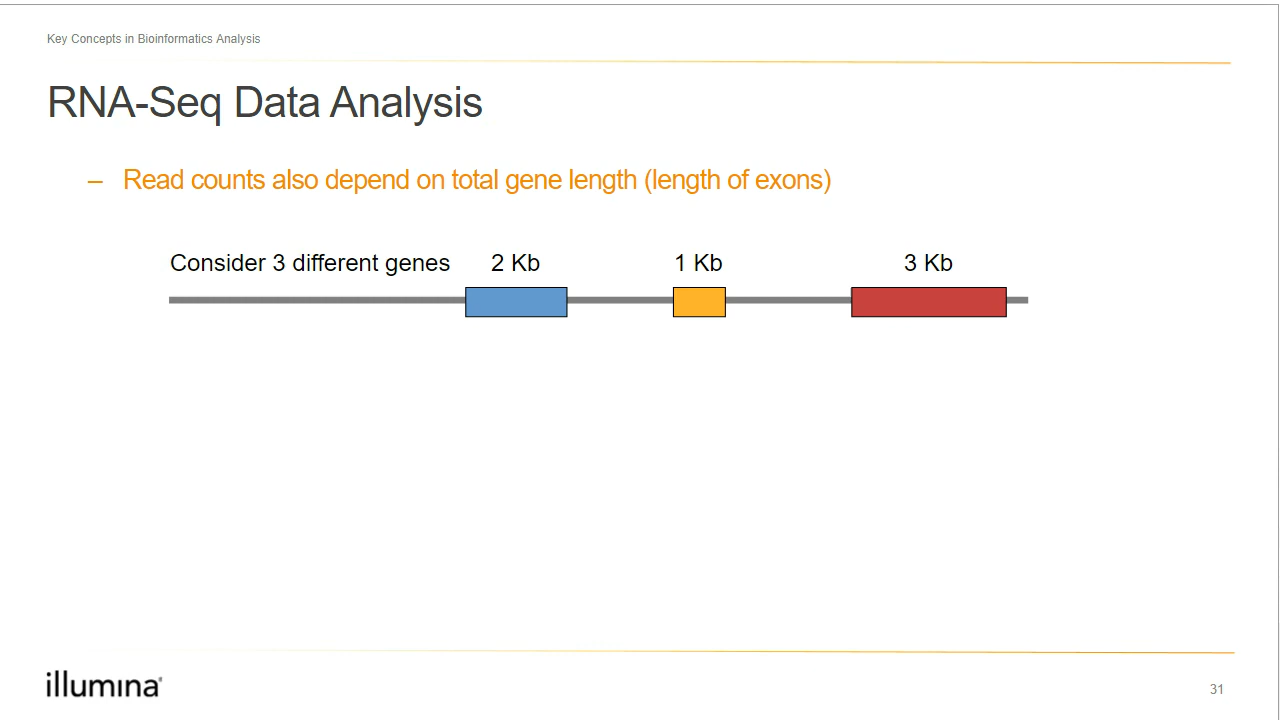 Key Concepts in Bioinformatics Analysis
RNA-Seq Data Analysis
– Read counts also depend on total gene length (length of exons)
Consider 3 different genes 2 Kb 1 Kb 3 Kb
illumina®
31